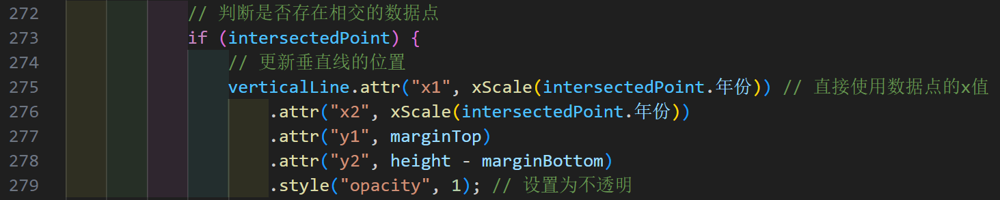 272 // 判断是否存在相交的数据点
273 if (intersectedPoint) {
274 // 更新垂直线的位置
275 verticalLine.attr("x1", xScale(intersectedPoint.年份)) // 直接使用数据点的x值
276 .attr("x2", xScale(intersectedPoint.年份))
277 .attr("y1", marginTop)
278 .attr("y2", height - marginBottom)
279 .style("opacity", 1); // 设置为不透明